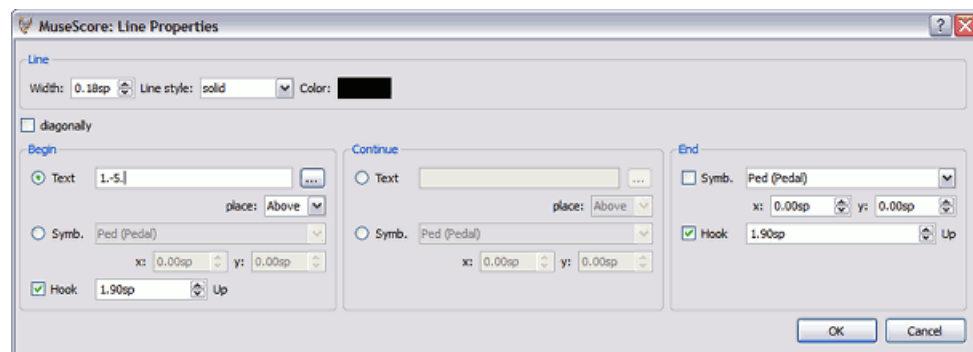 MuseScore: Line Properties
Line
Width: 0.18sp Line style: solid Color:
diagonally
Begin
Text 1.-5. ...
place: Above
Symb. Ped (Pedal)
x: 0.00sp y: 0.00sp
Hook 1.90sp Up
Continue
Text ...
place: Above
Symb. Ped (Pedal)
x: 0.00sp y: 0.00sp
End
Symb. Ped (Pedal)
x: 0.00sp y: 0.00sp
Hook 1.90sp Up
OK Cancel